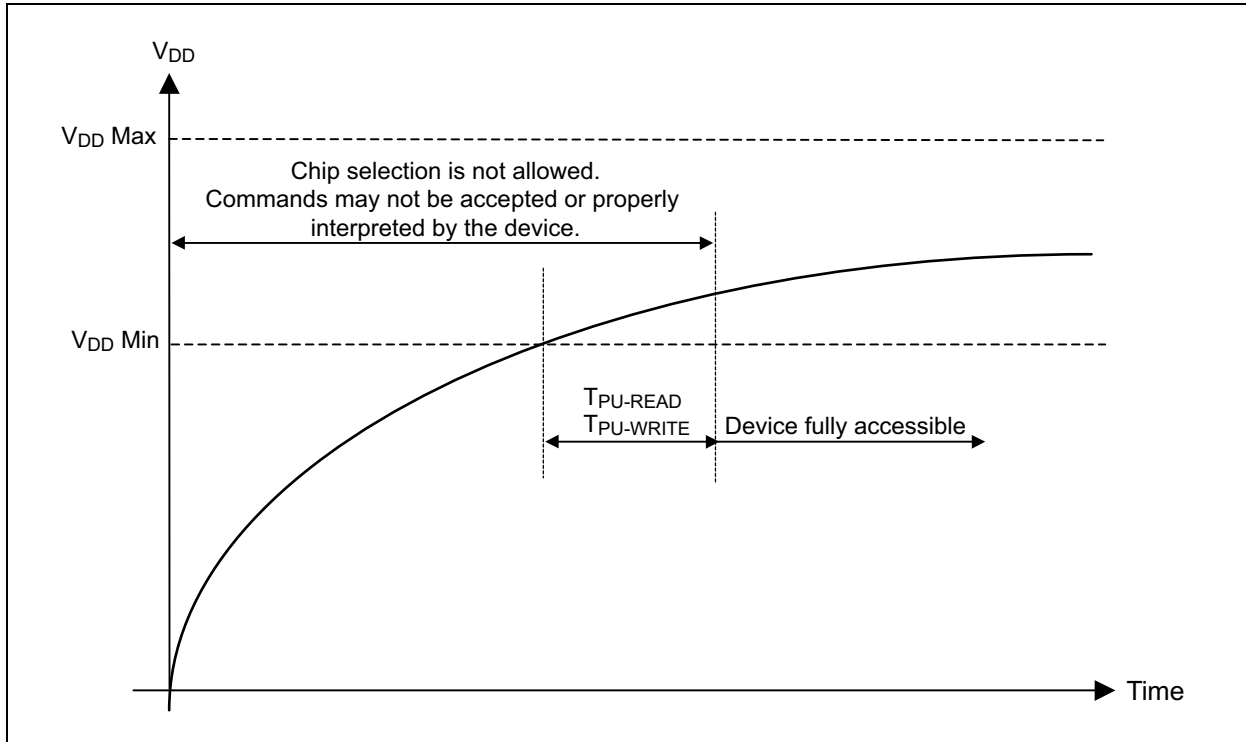 VDD
VDD Max
Chip selection is not allowed.
Commands may not be accepted or properly
interpreted by the device.
VDD Min
TPU-READ
TPU-WRITE
Device fully accessible
Time